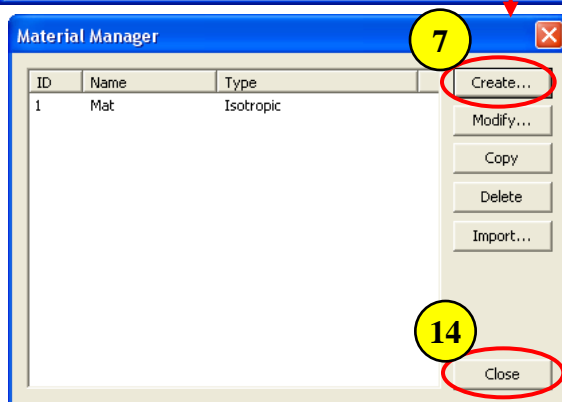 Material Manager
7
ID Name Type
1 Mat Isotropic
Create...
Modify...
Copy
Delete
Import...
14
Close